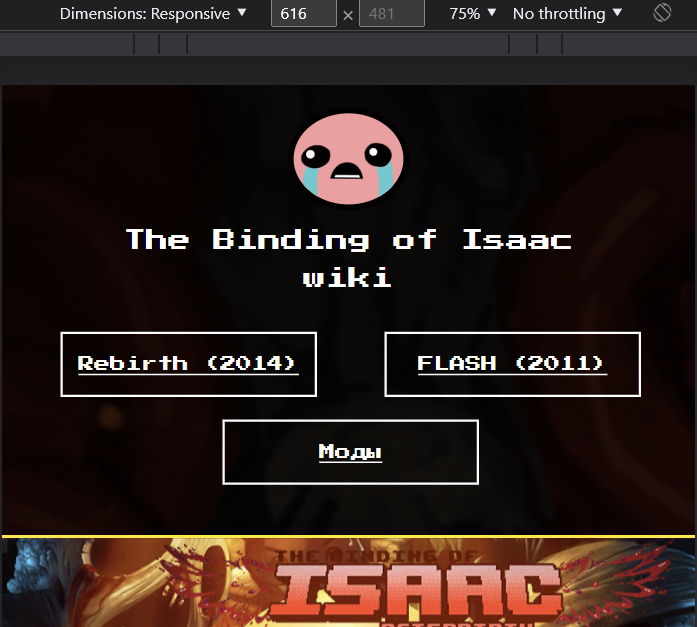 Dimensions: Responsive ▼ 616 × 481 75% ▼ No throttling ▼
The Binding of Isaac
wiki
Rebirth (2014) FLASH (2011)
Моды
THE BINDING OF
ISAAC